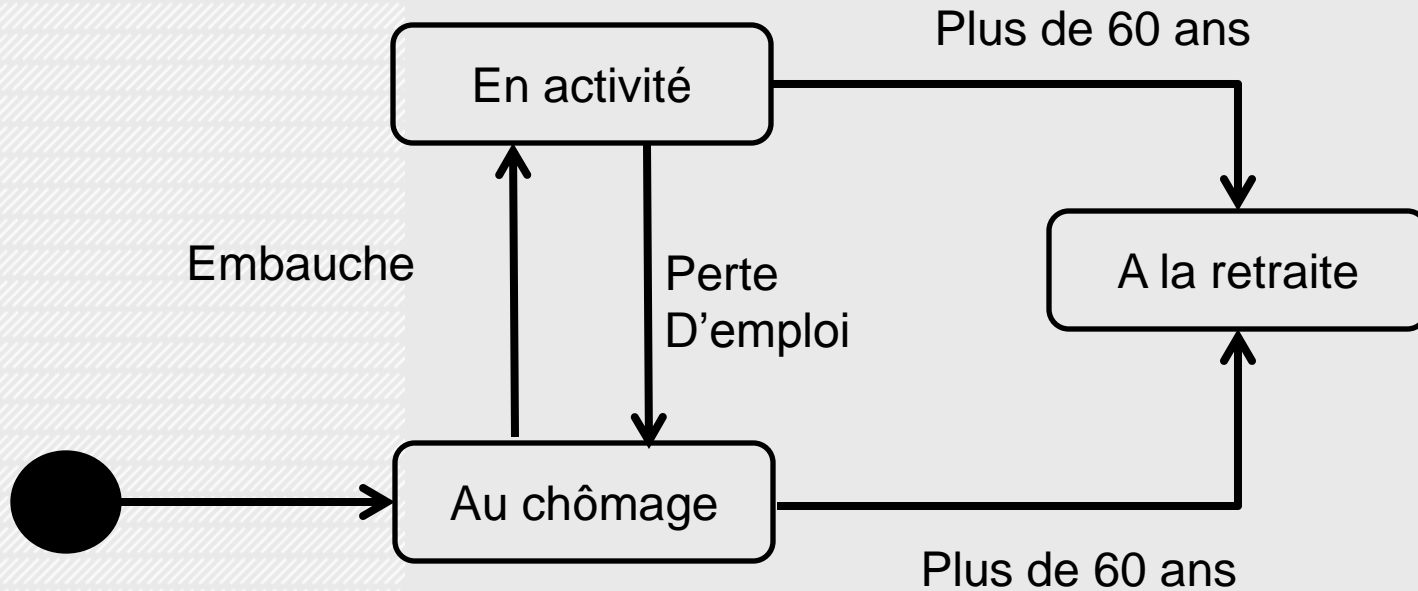 Plus de 60 ans
En activité
Embauche
Perte
D’emploi
A la retraite
Au chômage
Plus de 60 ans